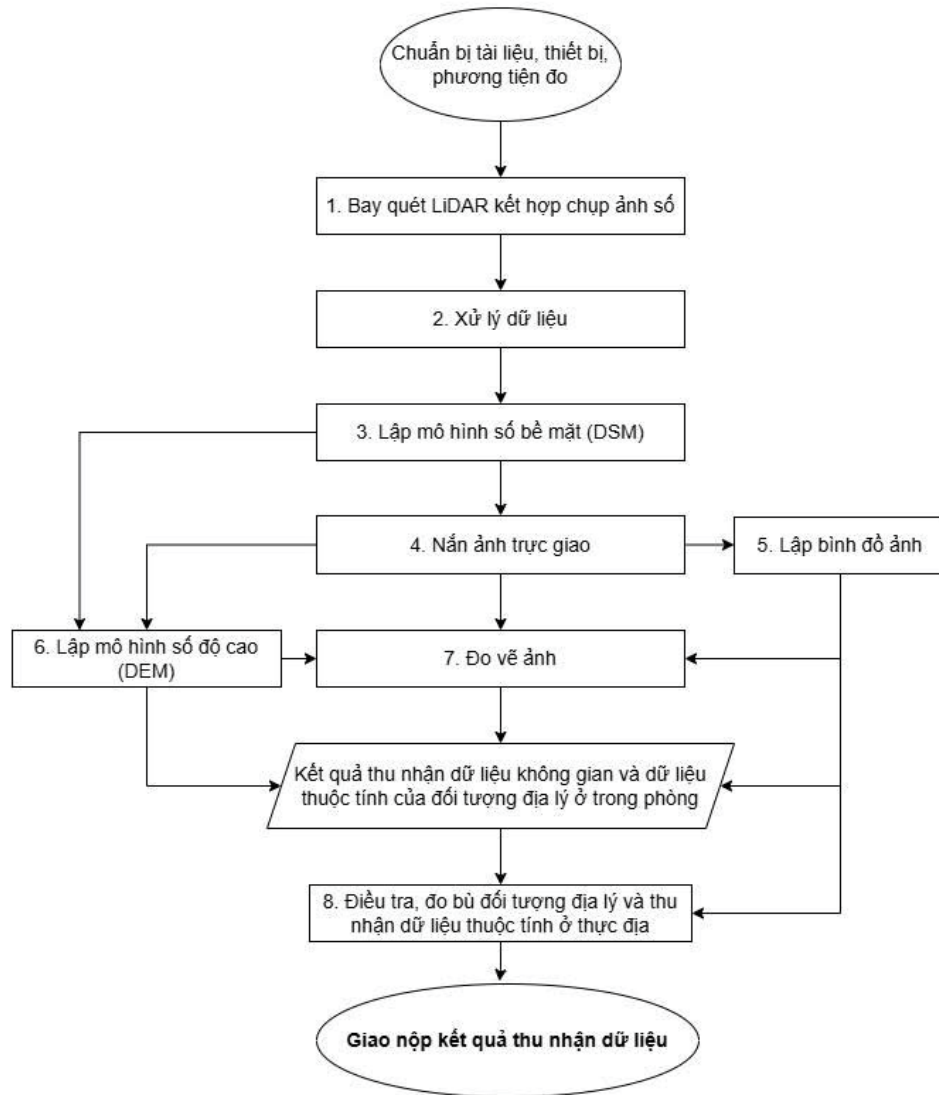 Chuẩn bị tài liệu, thiết bị,
phương tiện đo
1. Bay quét LiDAR kết hợp chụp ảnh số
2. Xử lý dữ liệu
3. Lập mô hình số bề mặt (DSM)
4. Nắn ảnh trực giao
5. Lập bình đồ ảnh
6. Lập mô hình số độ cao
(DEM)
7. Đo vẽ ảnh
Kết quả thu nhận dữ liệu không gian và dữ liệu
thuộc tính của đối tượng địa lý ở trong phòng
8. Điều tra, đo bù đối tượng địa lý và thu
nhận dữ liệu thuộc tính ở thực địa
Giao nộp kết quả thu nhận dữ liệu